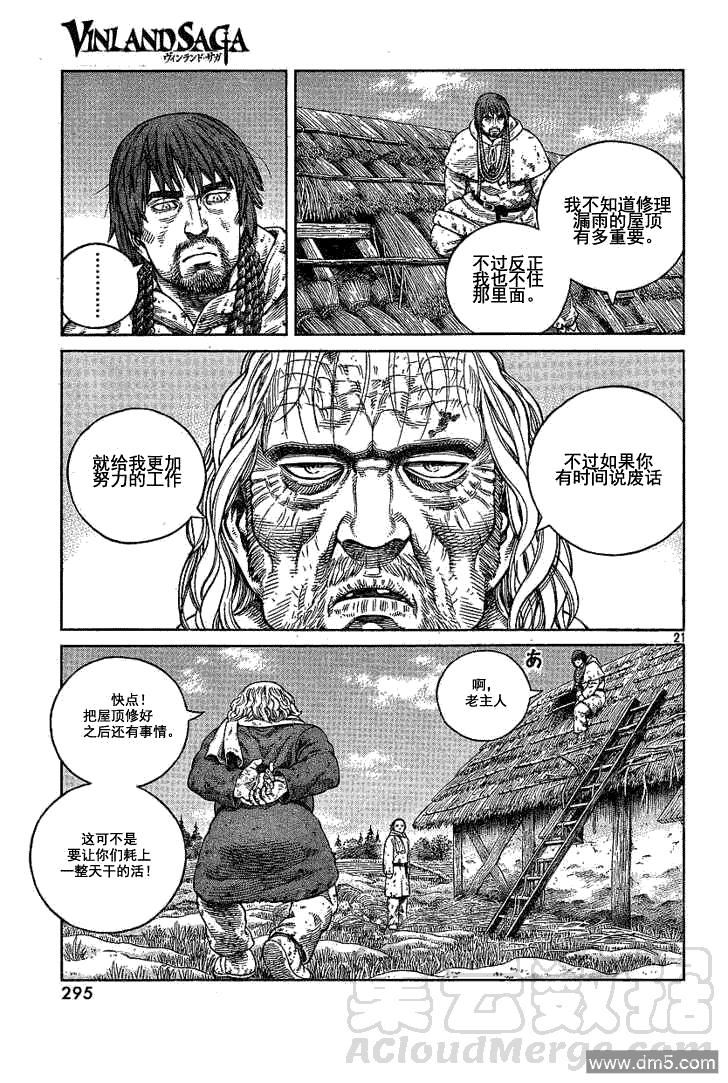 VINLAND SAGA
ヴィンランド・サガ
我不知道修理
漏雨的屋顶
有多重要。
不过反正
我也不住
那里面。
………
不过如果你
有时间说废话
就给我更加
努力的工作
21
あ
啊，
老主人
快点！
把屋顶修好
之后还有事情。
这可不是
要让你们耗上
一整天干的活！
295
集云数据
ACloudMerge.com
www.dm5.com